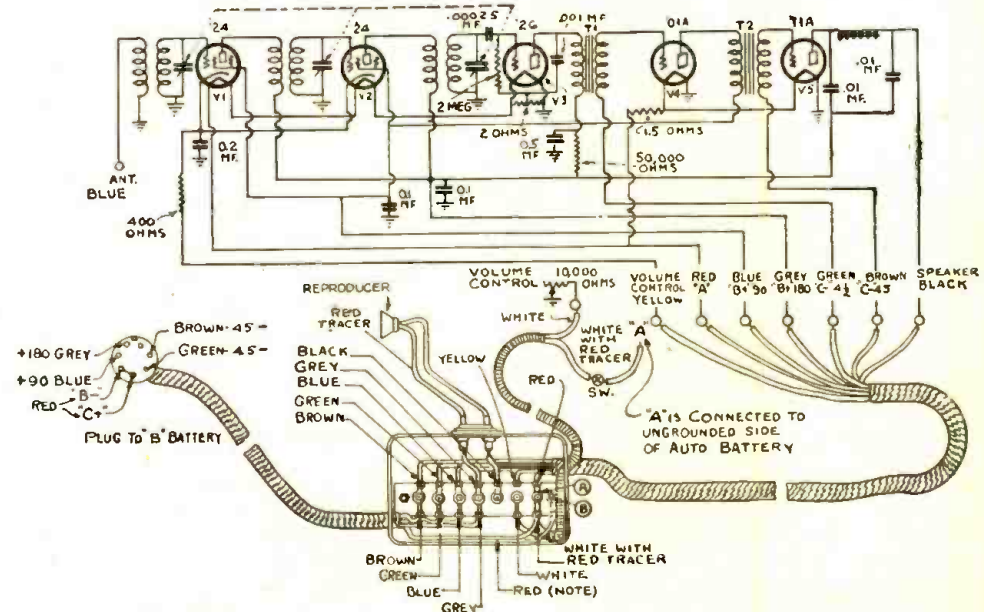 24
24
.00025
MF
26
.001 MF
T1
01A
T2
71A
V1
V2
2 MEG
V3
V4
V5
.01
MF.
.01
MF.
2 OHMS
0.5
MF.
1.5 OHMS
50,000
OHMS
0.2
MF.
0.1
MF
0.1
MF
ANT.
BLUE
400
OHMS
VOLUME
CONTROL
10,000
OHMS
WHITE
VOLUME
CONTROL
YELLOW
RED
"A"
BLUE
"B+"90
GREY
"B+"180
GREEN
"C-"4½
BROWN
"C-45
SPEAKER
BLACK
REPRODUCER
RED
TRACER
BLACK
GREY
BLUE
GREEN
BROWN
YELLOW
WHITE "A"
WITH
RED
TRACER
RED
SW.
"A" IS CONNECTED TO
UNGROUNDED SIDE
OF AUTO BATTERY
BROWN-45-
GREEN-4.5-
+180 GREY
+90 BLUE
RED
"B-"
"C+"
PLUG TO "B" BATTERY
A
B
BROWN
GREEN
BLUE
GREY
RED (NOTE)
WHITE
WHITE WITH
RED TRACER